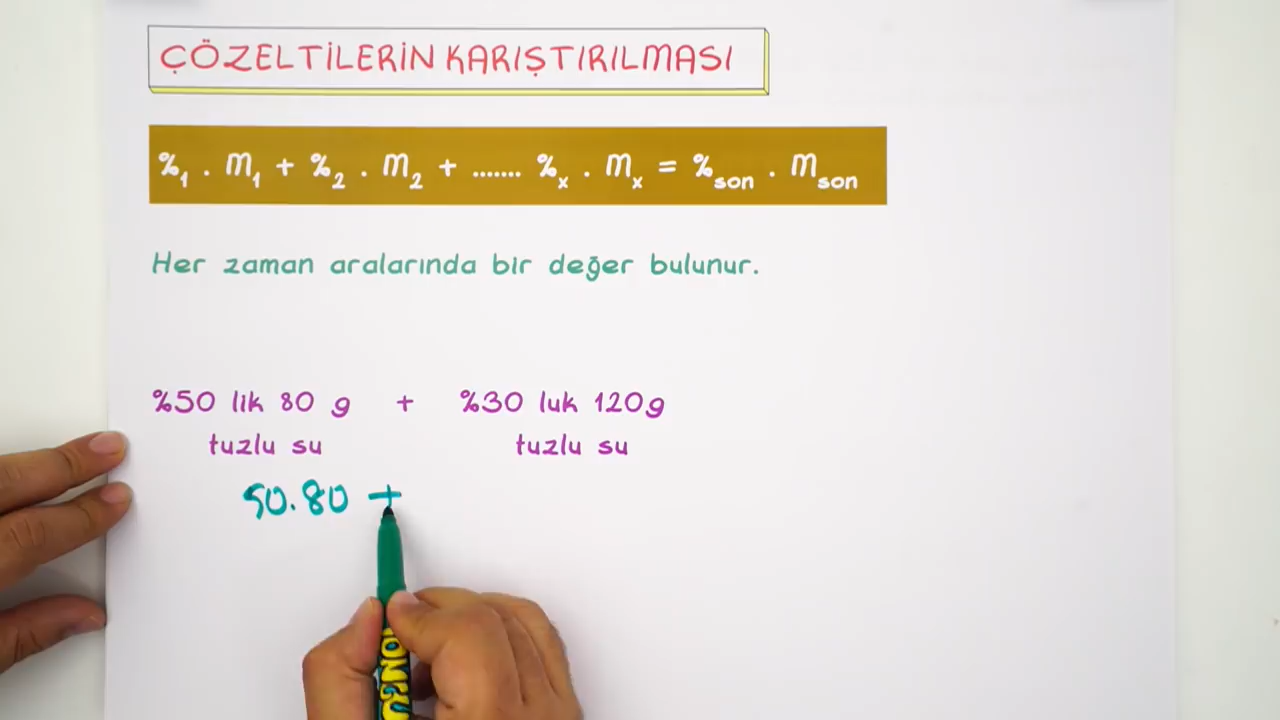 ÇÖZELTİLERİN KARIŞTIRILMASI
%₁ . M₁ + %₂ . M₂ + ....... %ₓ . Mₓ = %son . Mson
Her zaman aralarında bir değer bulunur.
%50 lik 80 g + %30 luk 120g
tuzlu su tuzlu su
50.80 +